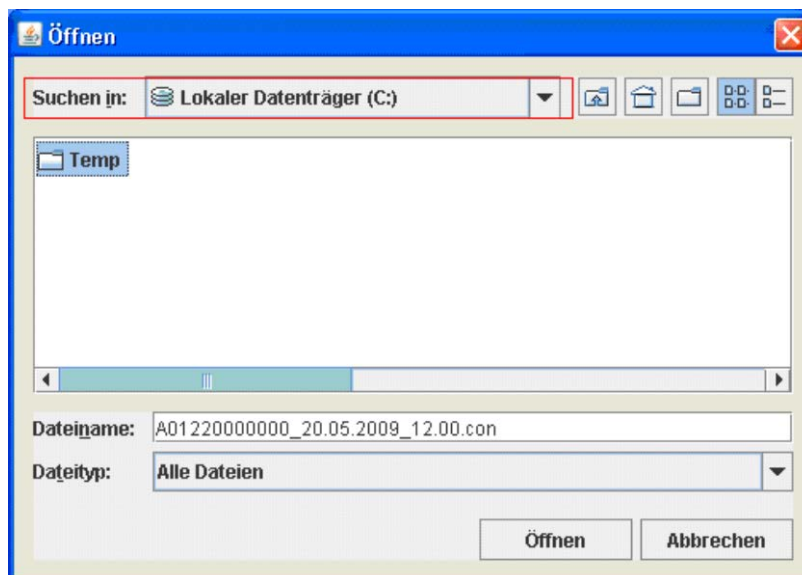 Öffnen
Suchen in: Lokaler Datenträger (C:)
Temp
Dateiname: A01220000000_20.05.2009_12.00.con
Dateityp: Alle Dateien
Öffnen Abbrechen